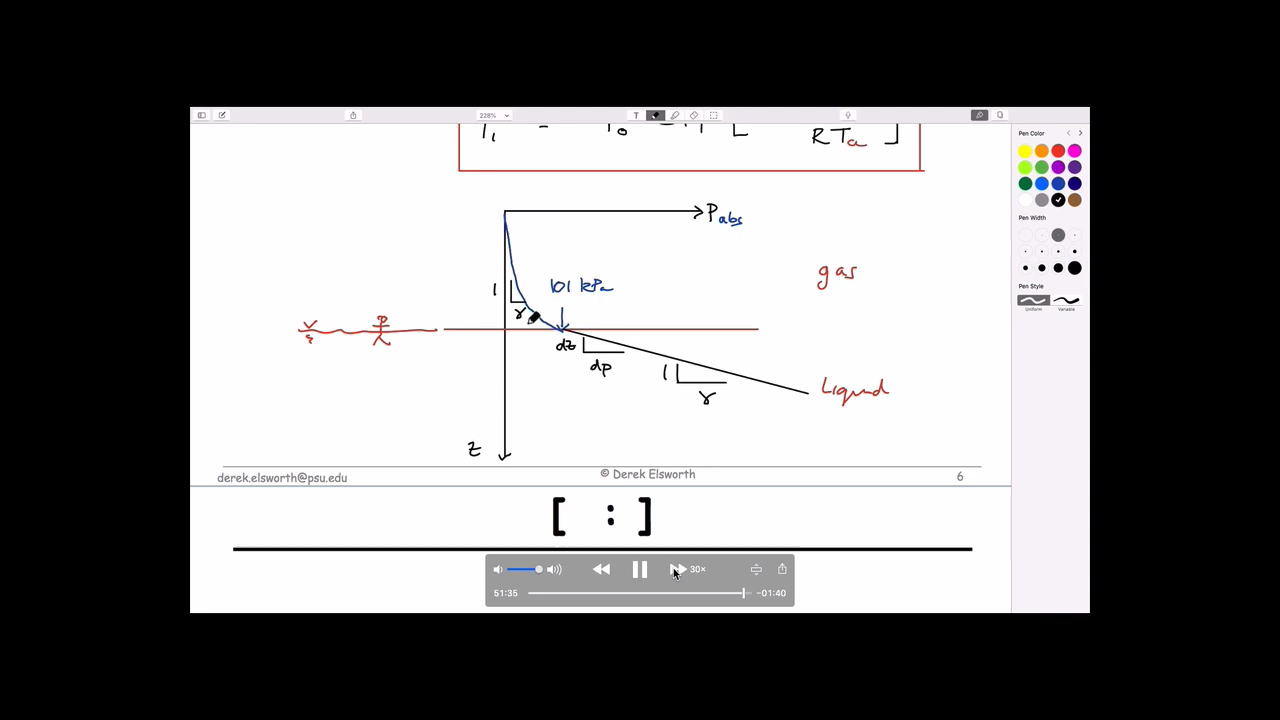 228%
T
RTa
Pabs
Pen Color
Pen Width
Pen Style
Uniform Variable
gas
101 kPa
1
γ
dz
dp
1
γ
Liquid
z
derek.elsworth@psu.edu © Derek Elsworth 6
[ : ]
30×
51:35 −01:40